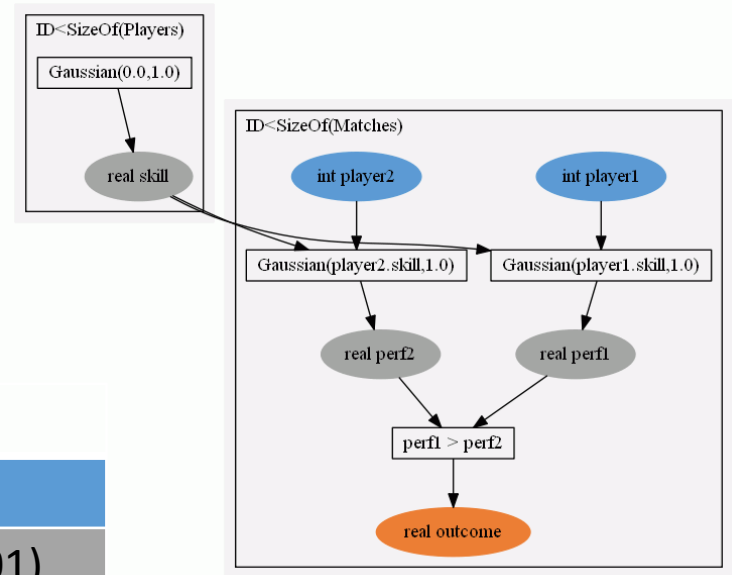 ID<SizeOf(Players)
Gaussian(0.0,1.0)
real skill
ID<SizeOf(Matches)
int player2
int player1
Gaussian(player2.skill,1.0)
Gaussian(player1.skill,1.0)
real perf2
real perf1
perf1 > perf2
real outcome
01)